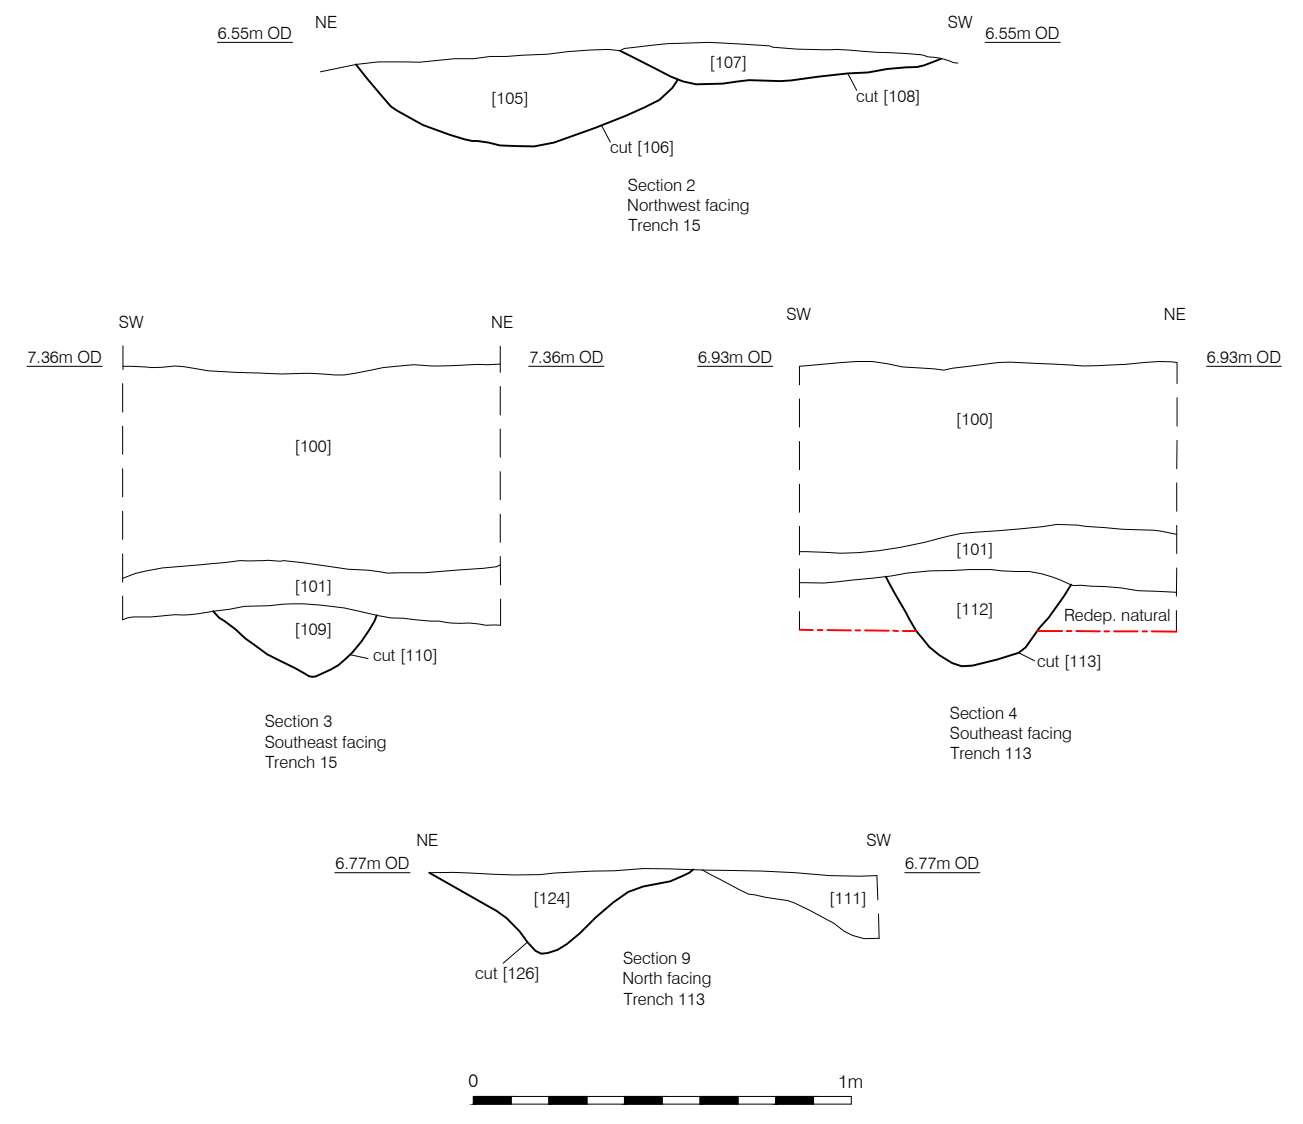 NE
SW
6.55m OD
6.55m OD
[107]
[105]
cut [108]
cut [106]
Section 2
Northwest facing
Trench 15
SW
NE
7.36m OD
7.36m OD
[100]
[101]
[109]
cut [110]
Section 3
Southeast facing
Trench 15
SW
NE
6.93m OD
6.93m OD
[100]
[101]
[112]
Redep. natural
cut [113]
Section 4
Southeast facing
Trench 113
NE
SW
6.77m OD
6.77m OD
[124]
[111]
cut [126]
Section 9
North facing
Trench 113
0
1m